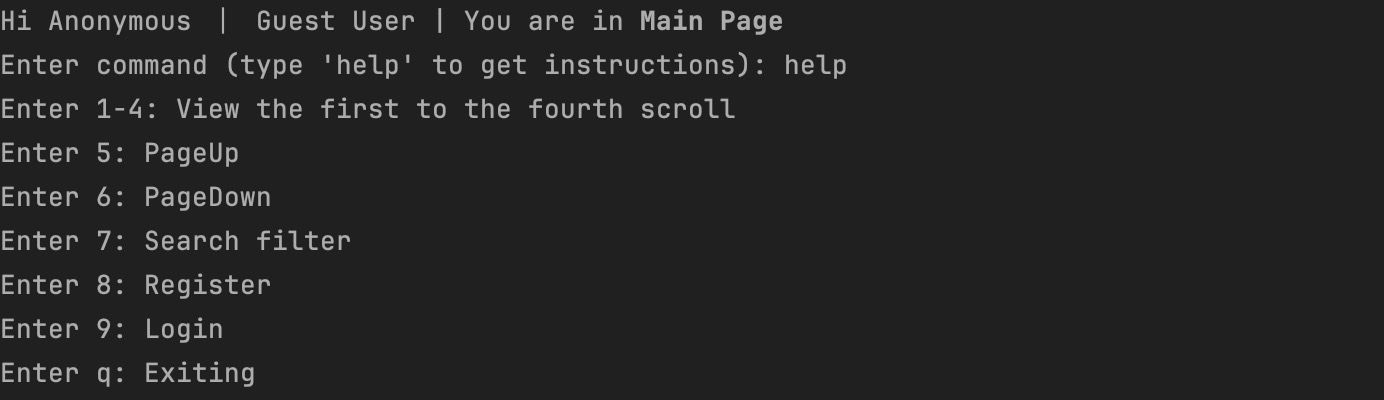 Hi Anonymous | Guest User | You are in Main Page
Enter command (type 'help' to get instructions): help
Enter 1-4: View the first to the fourth scroll
Enter 5: PageUp
Enter 6: PageDown
Enter 7: Search filter
Enter 8: Register
Enter 9: Login
Enter q: Exiting